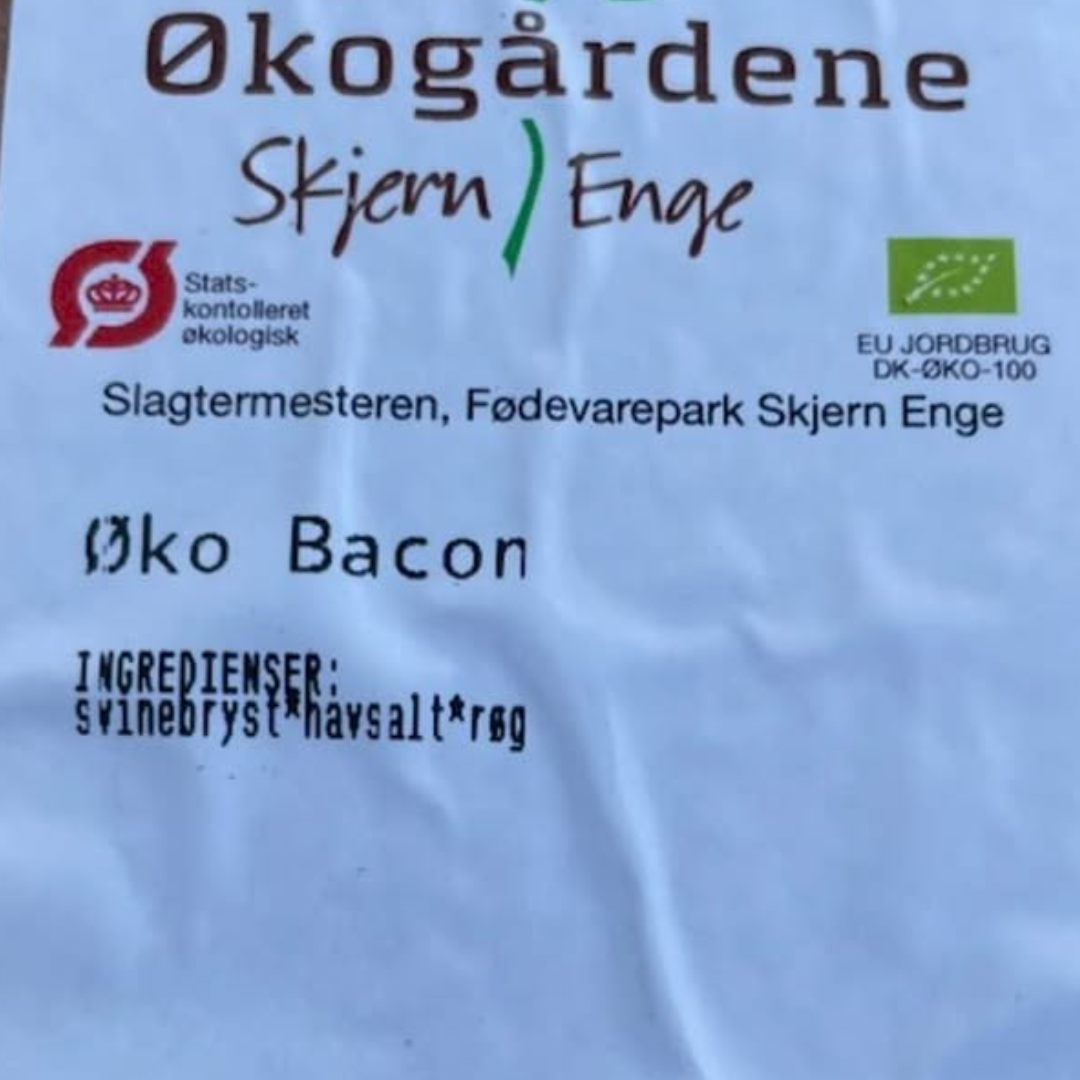 Økogårdene
Skjern Enge
Stats-
kontolleret
økologisk
EU JORDBRUG
DK-ØKO-100
Slagtermesteren, Fødevarepark Skjern Enge
Øko Bacon
INGREDIENSER:
svinebryst*havsalt*røg